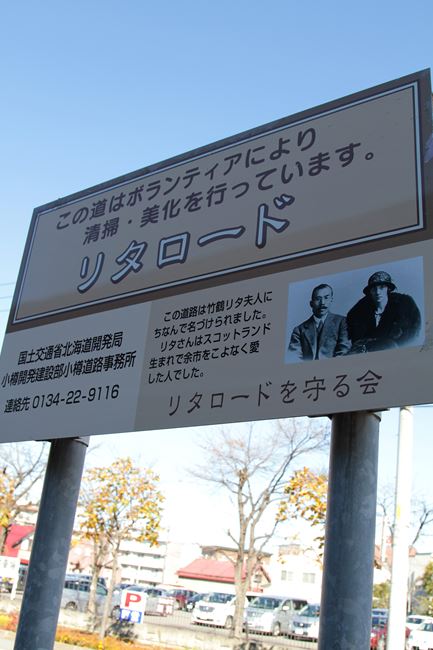 この道はボランティアにより
清掃・美化を行っています。
リタロード
国土交通省北海道開発局
小樽開発建設部小樽道路事務所
連絡先 0134-22-9116
この道路は竹鶴リタ夫人に
ちなんで名づけられました。
リタさんはスコットランド
生まれで余市をこよなく愛
した人でした。
リタロードを守る会
P